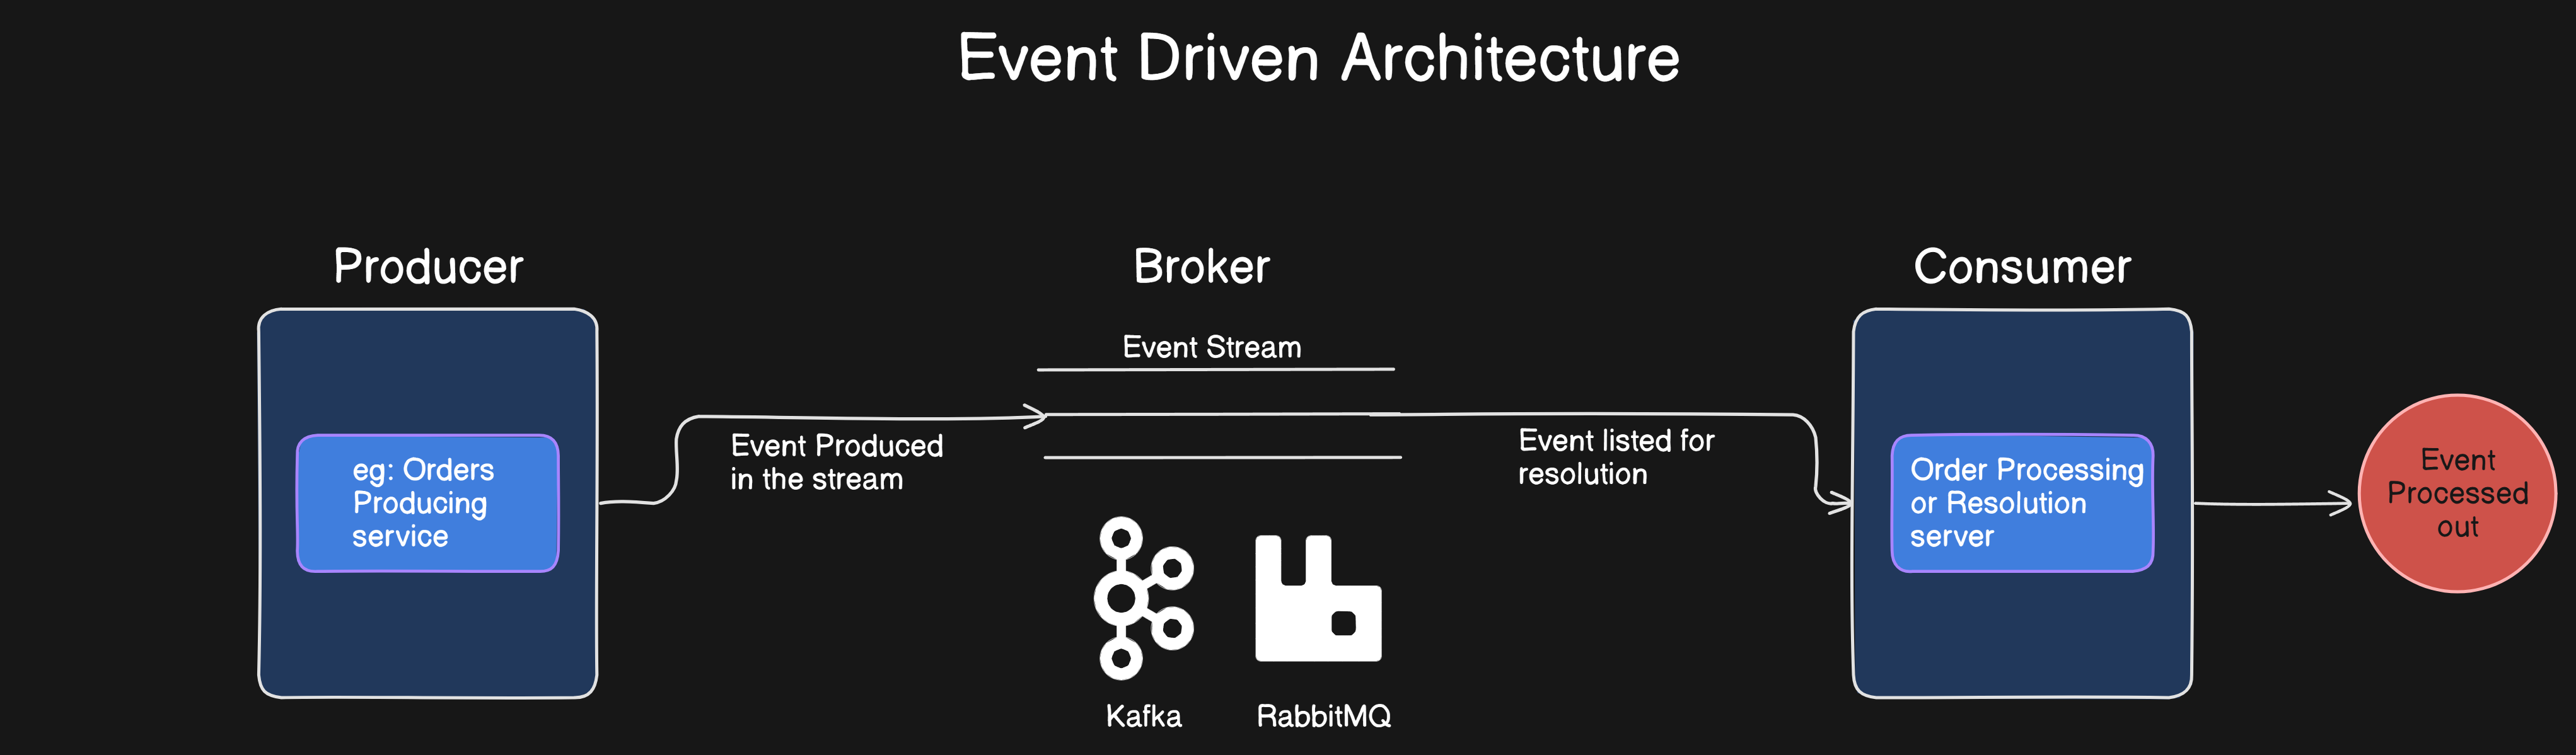 Event Driven Architecture
Producer
Broker
Consumer
Event Stream
Event Produced
in the stream
Event listed for
resolution
eg: Orders
Producing
service
Order Processing
or Resolution
server
Event
Processed
out
Kafka
RabbitMQ